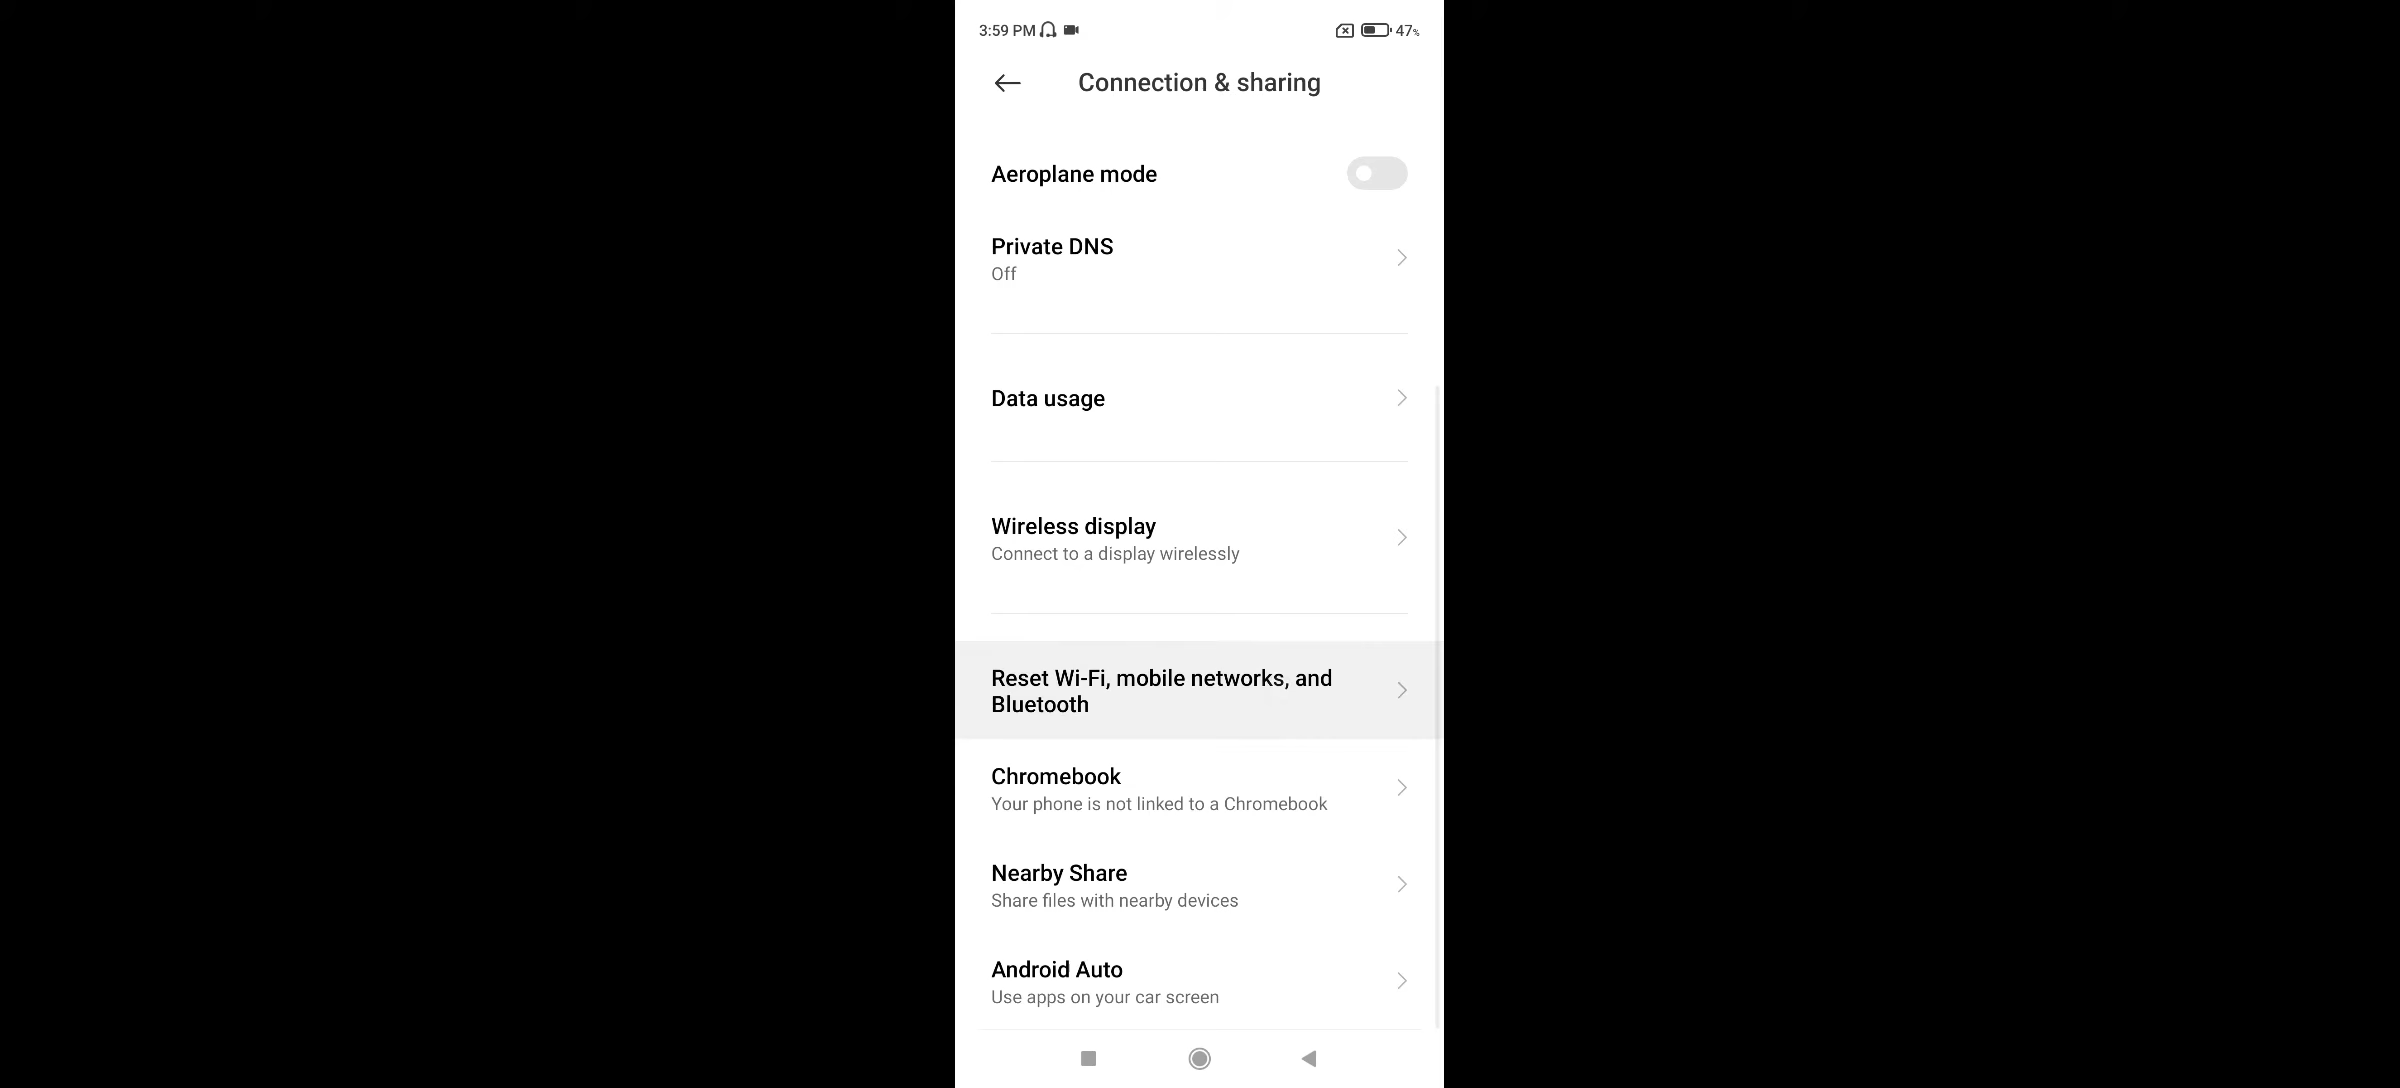 3:59 PM 47%
Connection & sharing
Aeroplane mode
Private DNS
Off
Data usage
Wireless display
Connect to a display wirelessly
Reset Wi-Fi, mobile networks, and
Bluetooth
Chromebook
Your phone is not linked to a Chromebook
Nearby Share
Share files with nearby devices
Android Auto
Use apps on your car screen